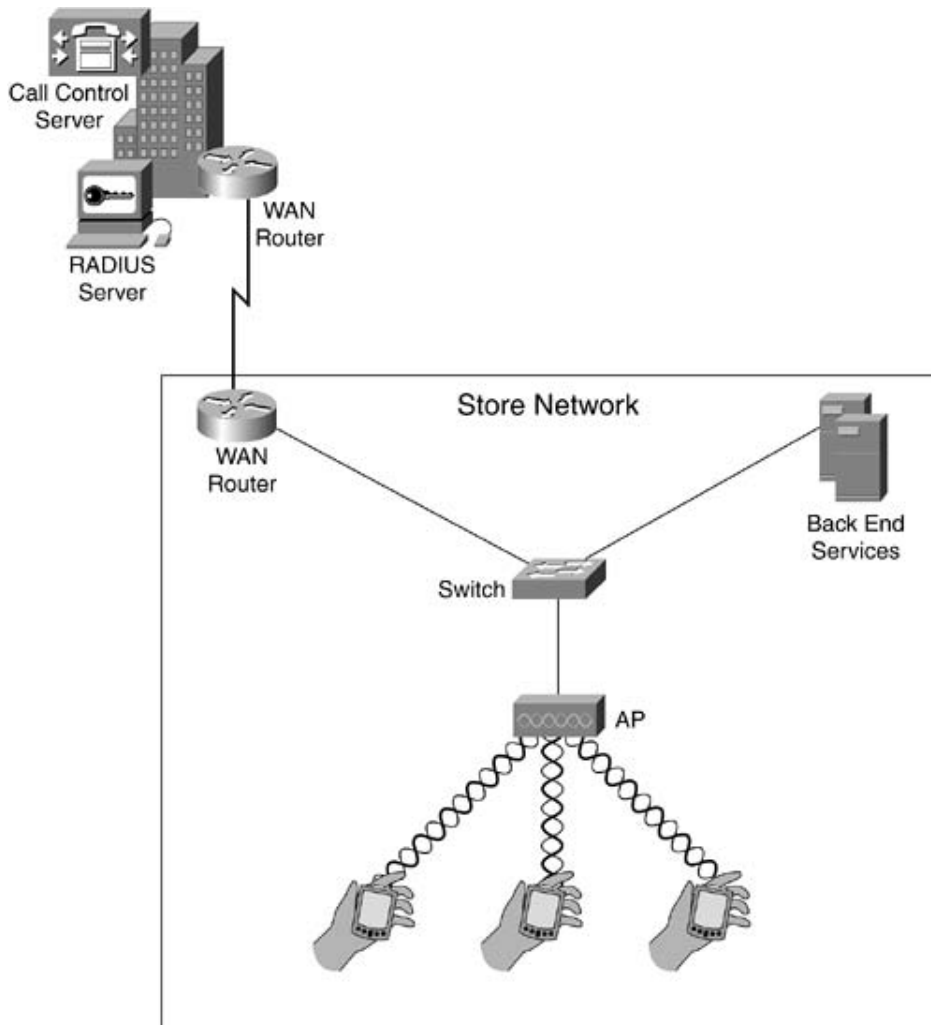 Call Control
Server
WAN
Router
RADIUS
Server
Store Network
WAN
Router
Back End
Services
Switch
AP